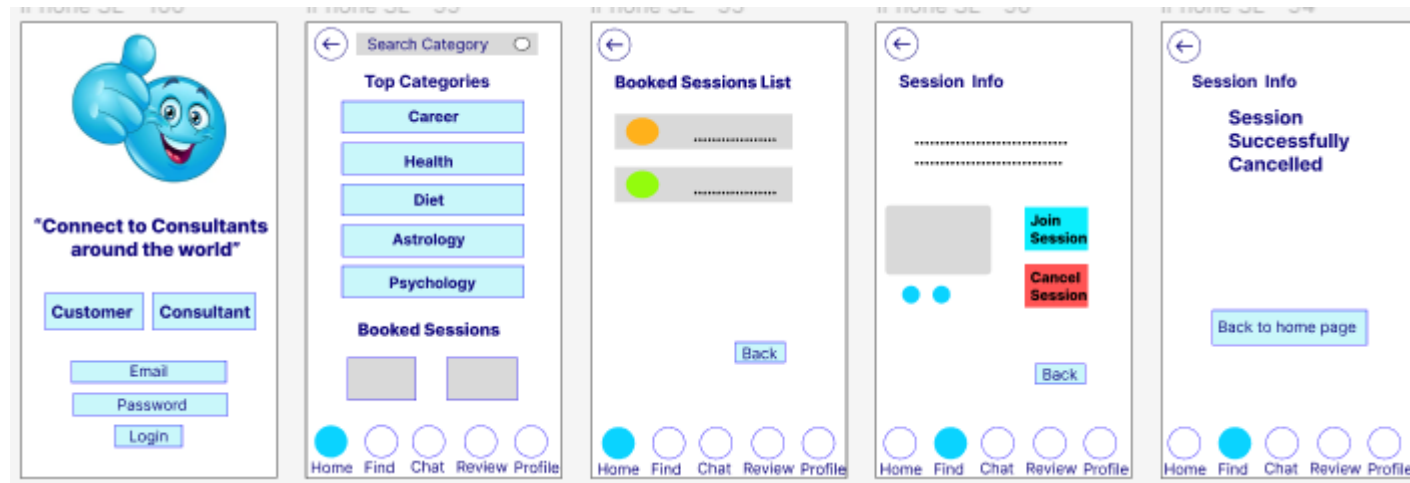 "Connect to Consultants
around the world"
Customer
Consultant
Email
Password
Login
Search Category
Top Categories
Career
Health
Diet
Astrology
Psychology
Booked Sessions
Home Find Chat Review Profile
Booked Sessions List
Back
Home Find Chat Review Profile
Session Info
Join
Session
Cancel
Session
Back
Home Find Chat Review Profile
Session Info
Session
Successfully
Cancelled
Back to home page
Home Find Chat Review Profile